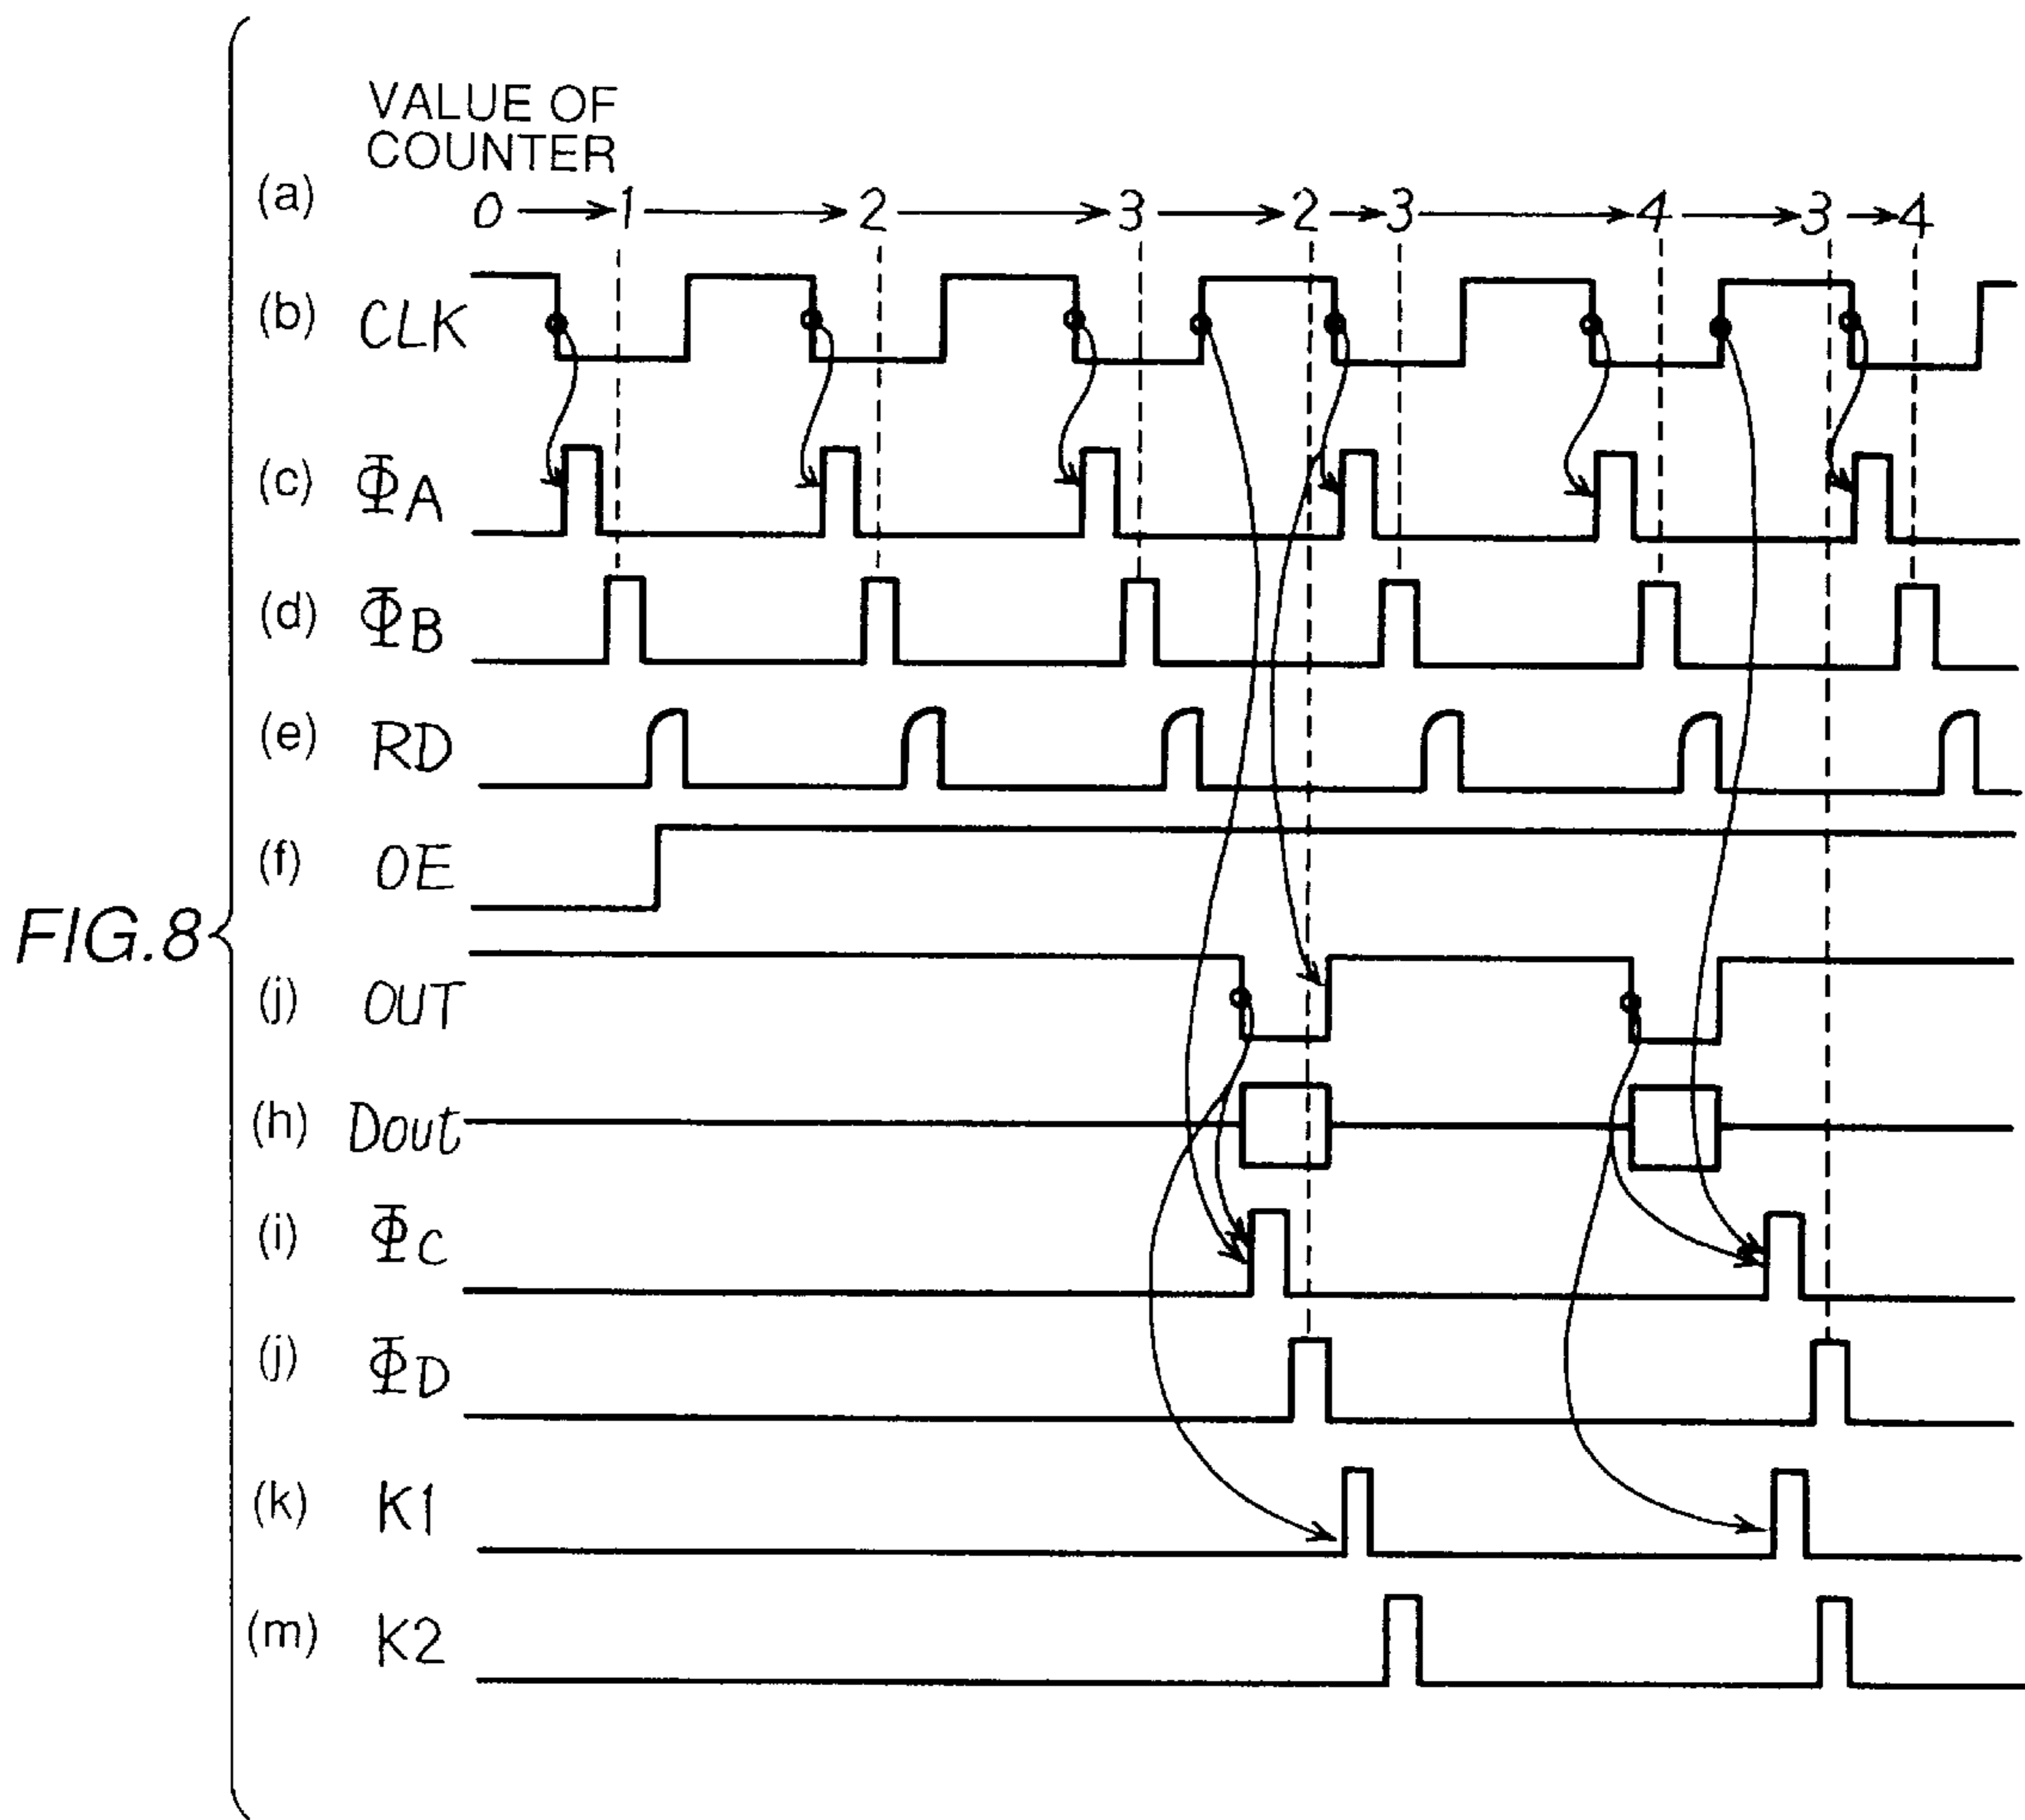 VALUE OF
COUNTER
(a) 0 → 1 → 2 → 3 → 2 → 3 → 4 → 3 → 4
(b) CLK
(c) ΦA
(d) ΦB
(e) RD
(f) OE
FIG.8
(j) OUT
(h) Dout
(i) ΦC
(j) ΦD
(k) K1
(m) K2